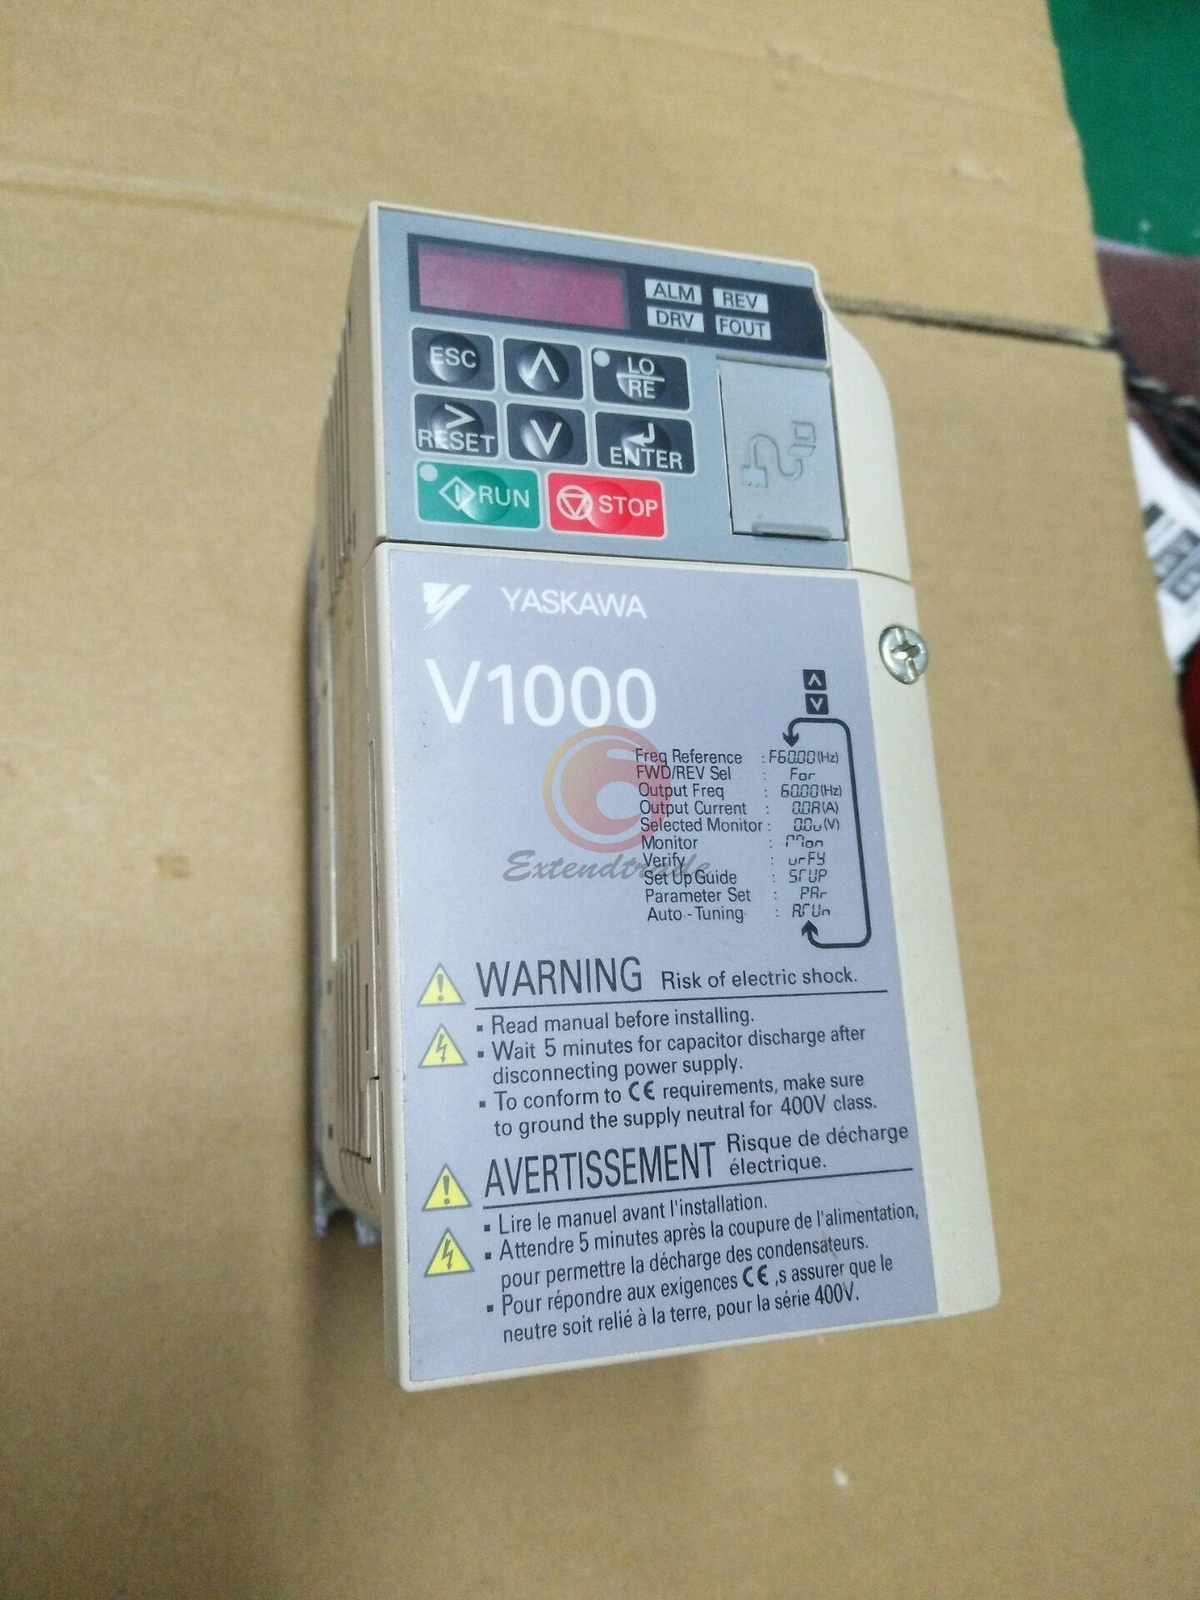 ALM REV
DRV FOUT
ESC
LO
RE
RESET
ENTER
RUN
STOP
YASKAWA
V1000
Freq Reference : F60.00(Hz)
FWD/REV Sel : For
Output Freq : 60.00(Hz)
Output Current : 0.0A(A)
Selected Monitor : 0.0u(V)
Monitor : Mon
Verify : urFY
Set Up Guide : STUP
Parameter Set : PAr
Auto-Tuning : ATUn
Extendtrade
WARNING Risk of electric shock.
▪ Read manual before installing.
▪ Wait 5 minutes for capacitor discharge after
disconnecting power supply.
▪ To conform to CE requirements, make sure
to ground the supply neutral for 400V class.
AVERTISSEMENT Risque de décharge
électrique.
▪ Lire le manuel avant l'installation.
▪ Attendre 5 minutes après la coupure de l'alimentation,
pour permettre la décharge des condensateurs.
▪ Pour répondre aux exigences CE ,s assurer que le
neutre soit relié à la terre, pour la série 400V.